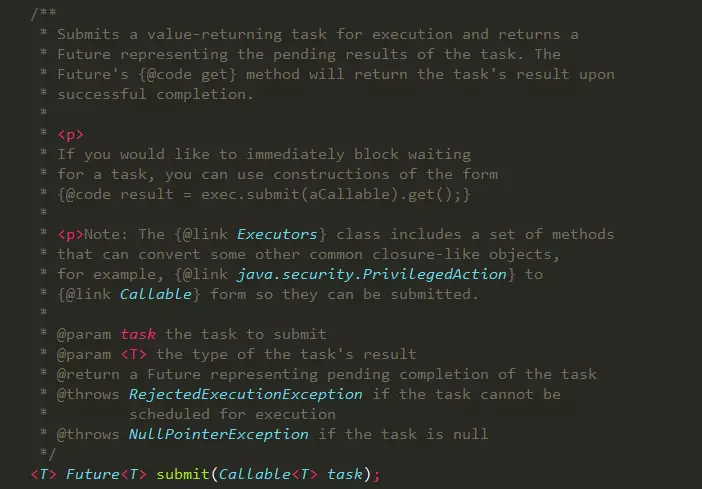 /**
* Submits a value-returning task for execution and returns a
* Future representing the pending results of the task. The
* Future's {@code get} method will return the task's result upon
* successful completion.
*
* <p>
* If you would like to immediately block waiting
* for a task, you can use constructions of the form
* {@code result = exec.submit(aCallable).get();}
*
* <p>Note: The {@link Executors} class includes a set of methods
* that can convert some other common closure-like objects,
* for example, {@link java.security.PrivilegedAction} to
* {@link Callable} form so they can be submitted.
*
* @param task the task to submit
* @param <T> the type of the task's result
* @return a Future representing pending completion of the task
* @throws RejectedExecutionException if the task cannot be
*         scheduled for execution
* @throws NullPointerException if the task is null
*/
<T> Future<T> submit(Callable<T> task);